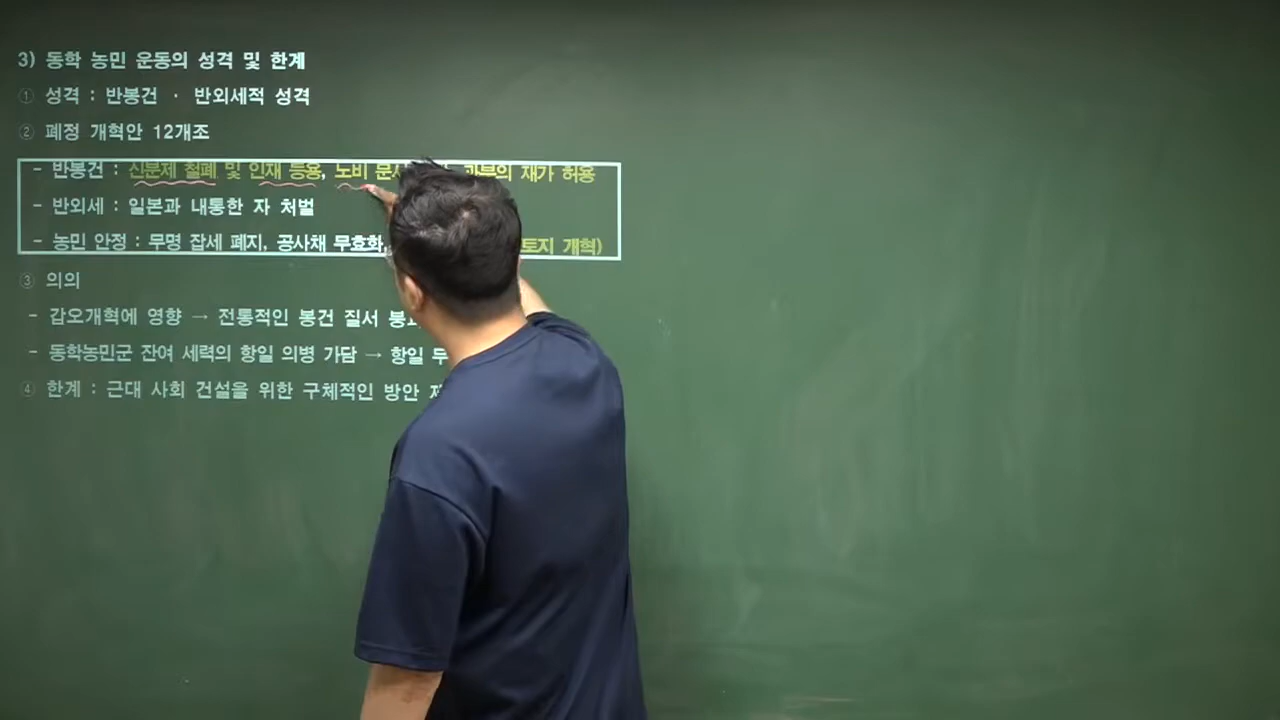 3) 동학 농민 운동의 성격 및 한계
① 성격 : 반봉건 · 반외세적 성격
② 폐정 개혁안 12개조
- 반봉건 : 신분제 철폐 및 인재 등용, 노비 문서 과부의 재가 허용
- 반외세 : 일본과 내통한 자 처벌
- 농민 안정 : 무명 잡세 폐지, 공사채 무효화, 토지 개혁)
③ 의의
- 갑오개혁에 영향 → 전통적인 봉건 질서
- 동학농민군 잔여 세력의 항일 의병 가담 → 항일
④ 한계 : 근대 사회 건설을 위한 구체적인 방안